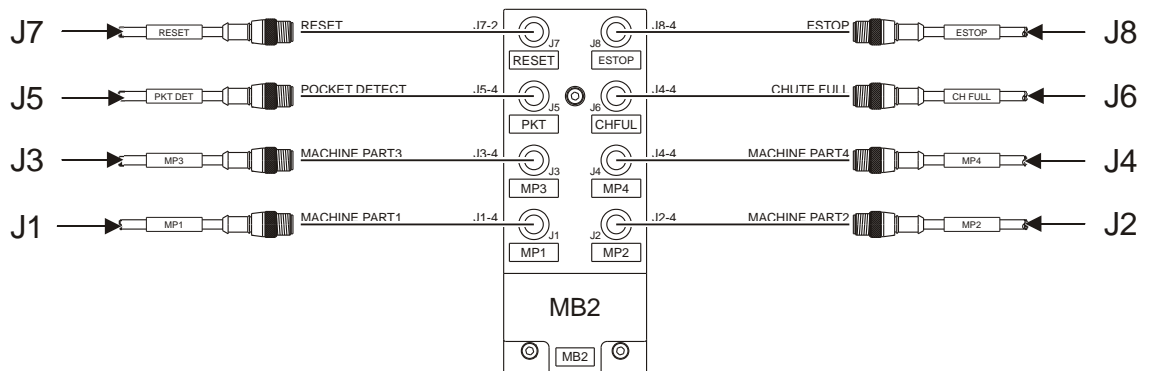 J7 RESET RESET J7-2 J7 J8 J8-4 ESTOP ESTOP J8
RESET ESTOP
J5 PKT DET POCKET DETECT J5-4 J5 J6 J4-4 CHUTE FULL CH FULL J6
PKT CHFUL
J3 MP3 MACHINE PART3 J3-4 J3 J4 J4-4 MACHINE PART4 MP4 J4
MP3 MP4
J1 MP1 MACHINE PART1 J1-4 J1 J2 J2-4 MACHINE PART2 MP2 J2
MP1 MP2
MB2
MB2